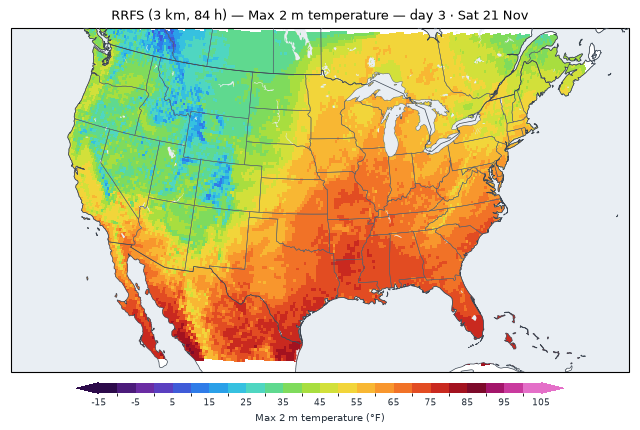 RRFS (3 km, 84 h) — Max 2 m temperature — day 3 · Sat 21 Nov
-15 -5 5 15 25 35 45 55 65 75 85 95 105
Max 2 m temperature (°F)